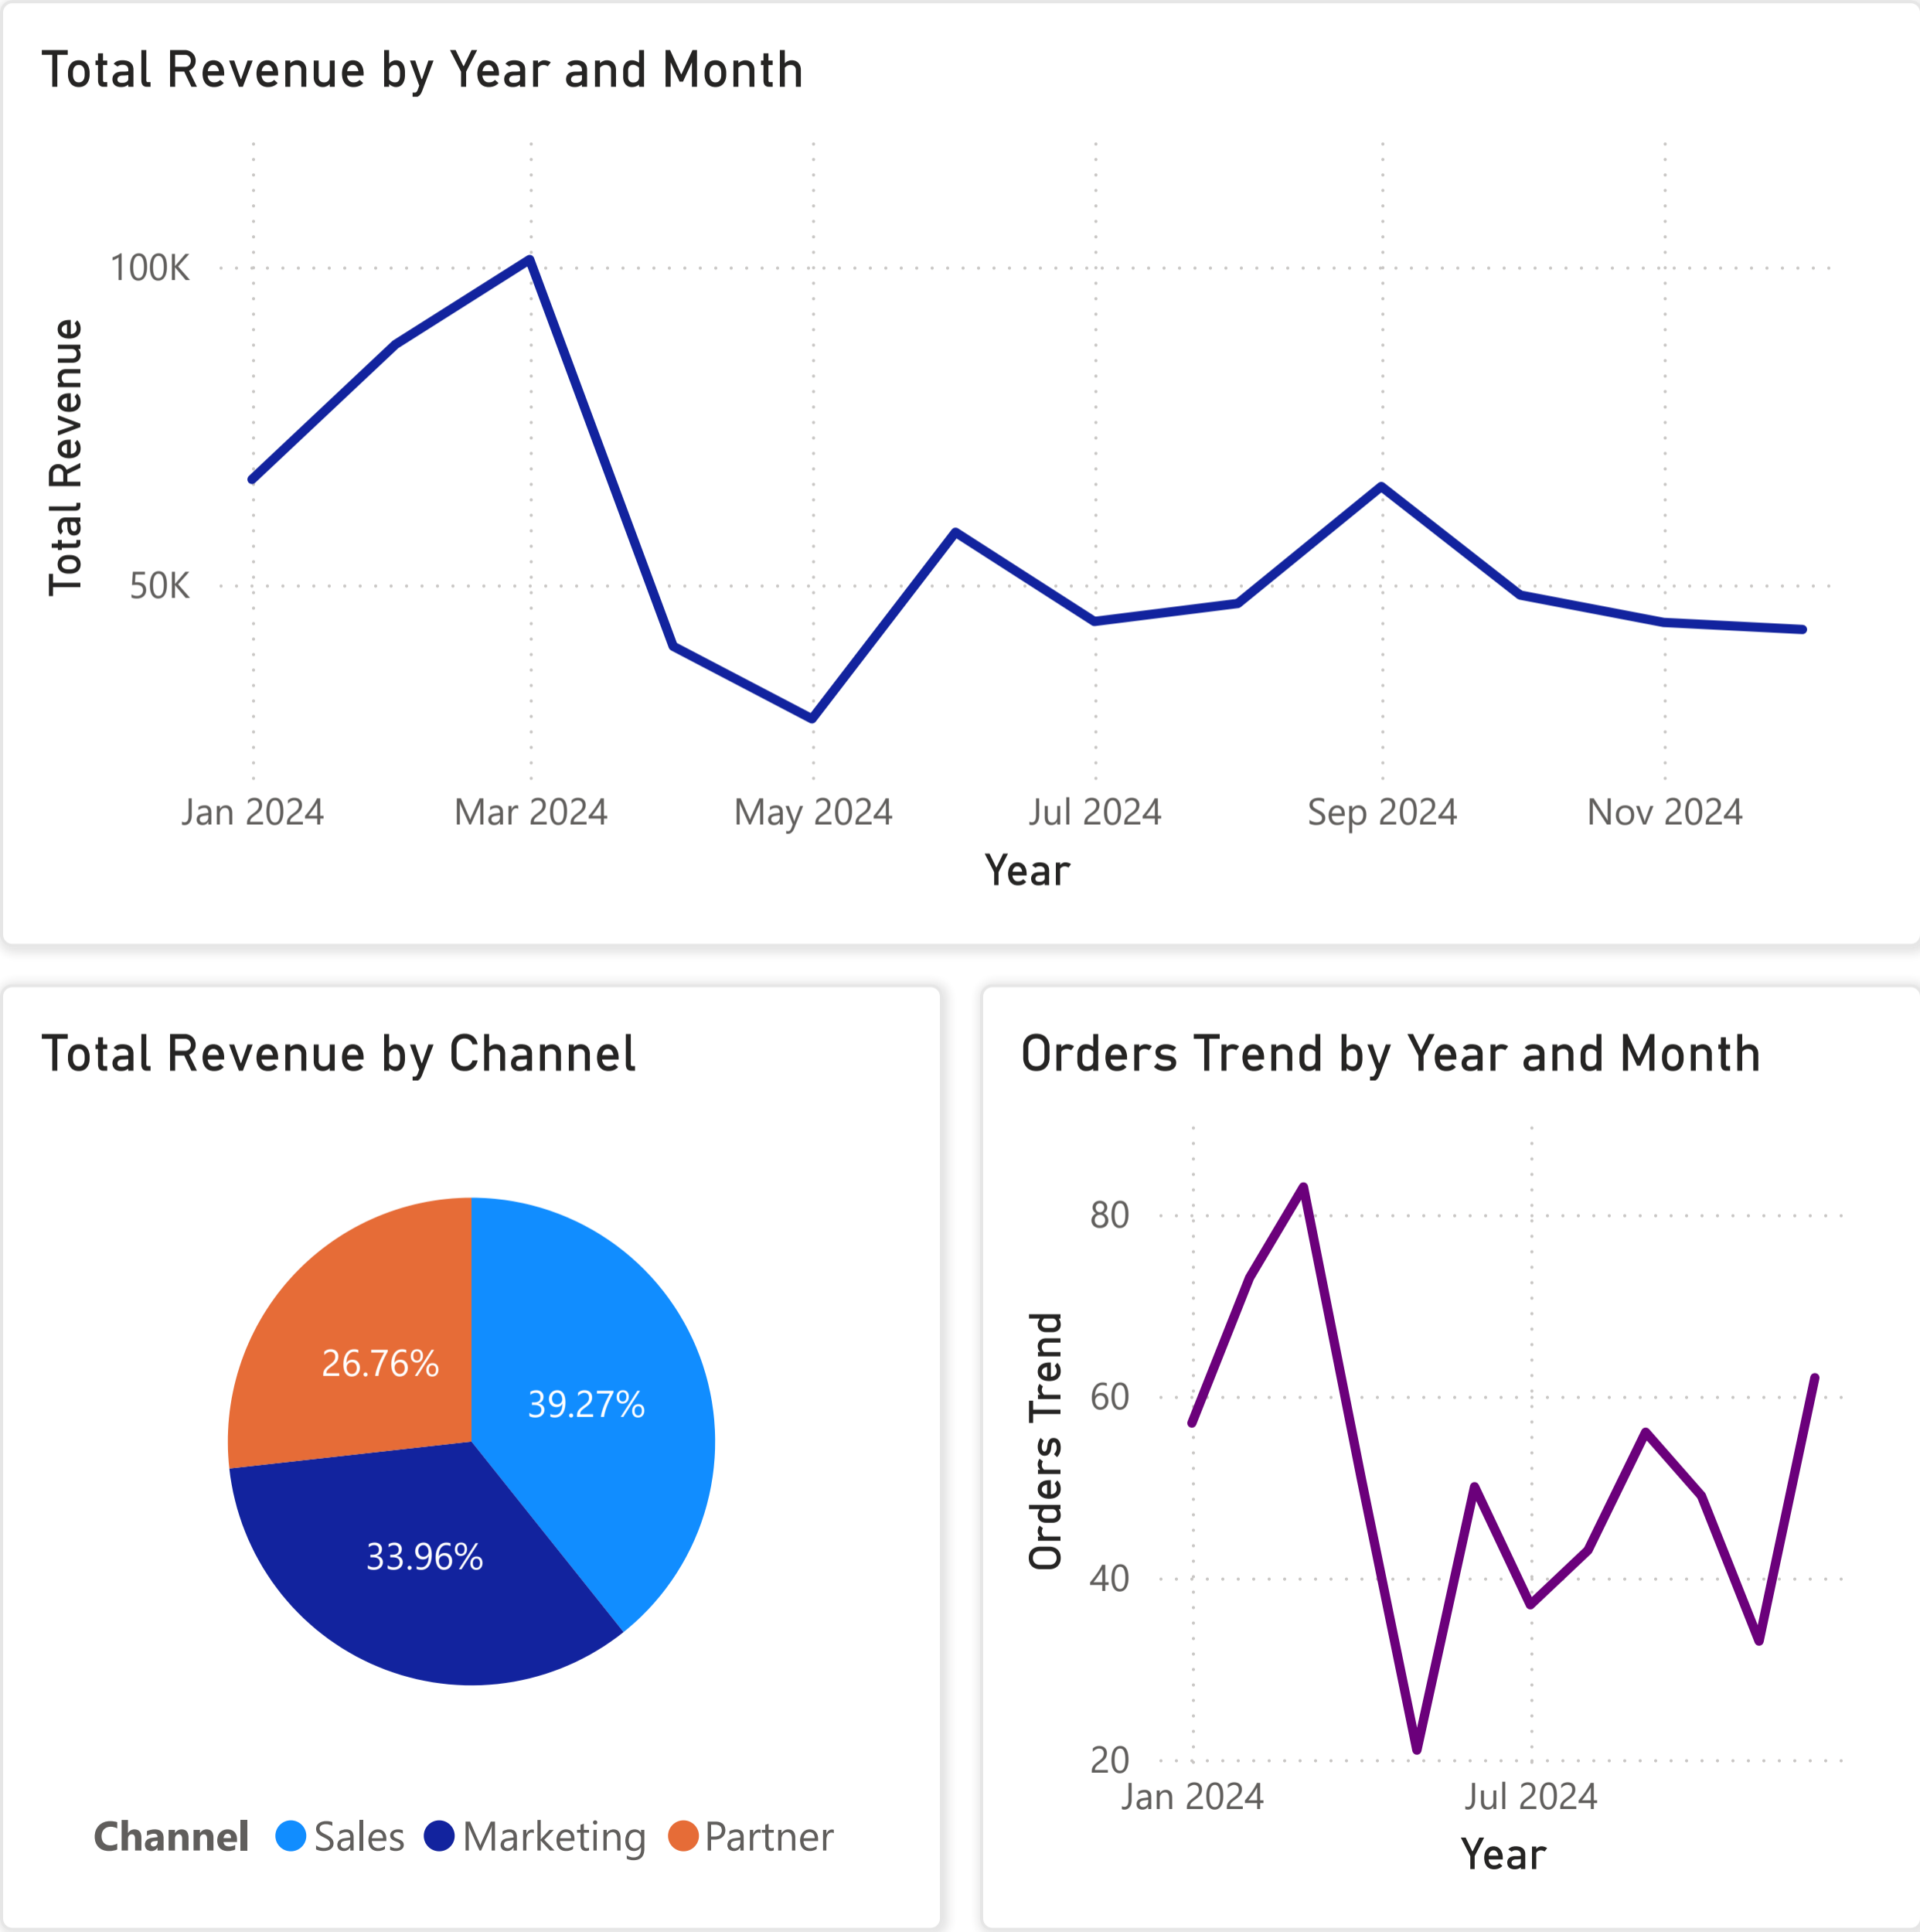 Total Revenue by Year and Month
100K
50K
Total Revenue
Jan 2024 Mar 2024 May 2024 Jul 2024 Sep 2024 Nov 2024
Year
Total Revenue by Channel
26.76%
39.27%
33.96%
Channel Sales Marketing Partner
Orders Trend by Year and Month
80
60
40
20
Orders Trend
Jan 2024 Jul 2024
Year